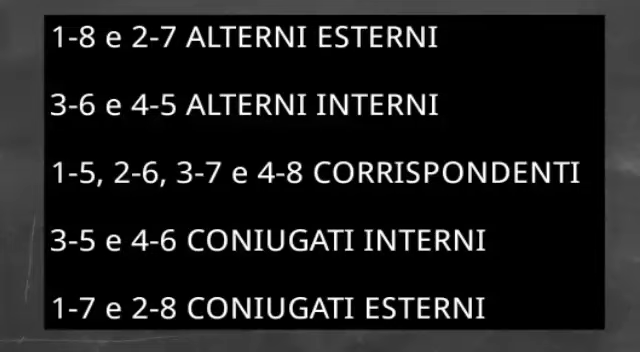 1-8 e 2-7 ALTERNI ESTERNI
3-6 e 4-5 ALTERNI INTERNI
1-5, 2-6, 3-7 e 4-8 CORRISPONDENTI
3-5 e 4-6 CONIUGATI INTERNI
1-7 e 2-8 CONIUGATI ESTERNI